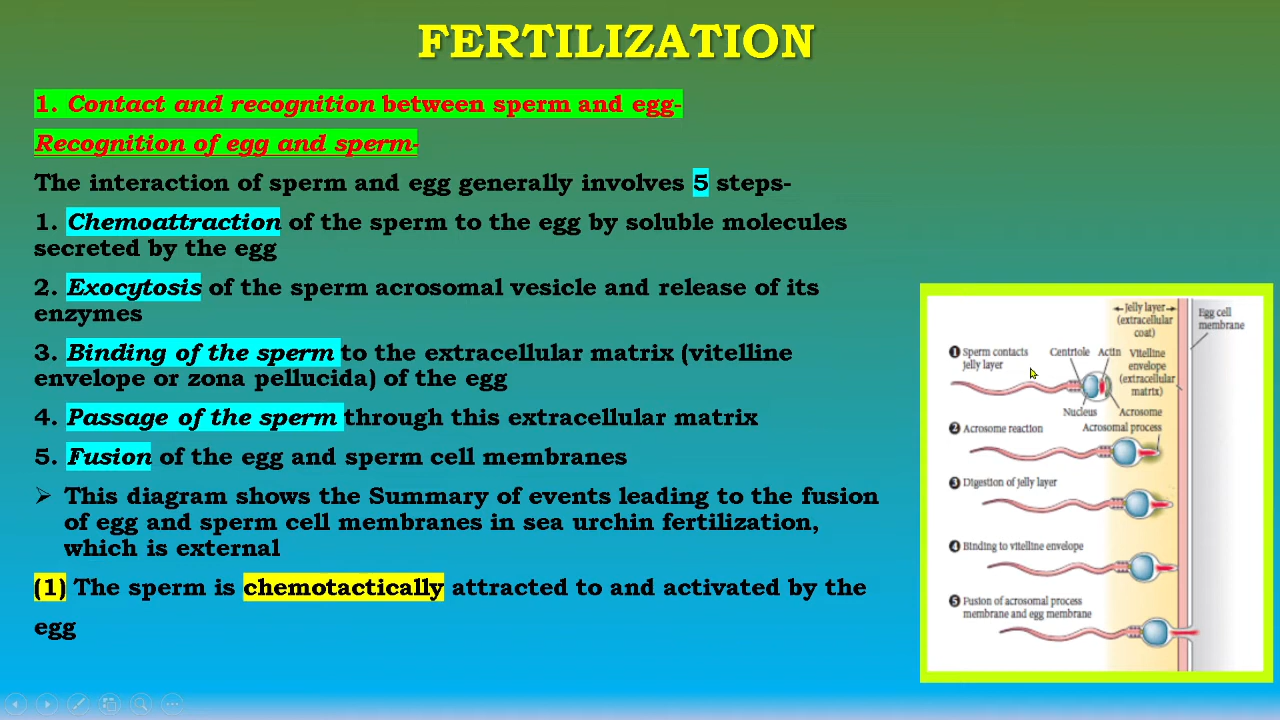 FERTILIZATION
1. Contact and recognition between sperm and egg-
Recognition of egg and sperm-
The interaction of sperm and egg generally involves 5 steps-
1. Chemoattraction of the sperm to the egg by soluble molecules
secreted by the egg
2. Exocytosis of the sperm acrosomal vesicle and release of its
enzymes
3. Binding of the sperm to the extracellular matrix (vitelline
envelope or zona pellucida) of the egg
4. Passage of the sperm through this extracellular matrix
5. Fusion of the egg and sperm cell membranes
➢ This diagram shows the Summary of events leading to the fusion
of egg and sperm cell membranes in sea urchin fertilization,
which is external
(1) The sperm is chemotactically attracted to and activated by the
egg
Jelly layer
(extracellular
coat)
Egg cell
membrane
1 Sperm contacts
jelly layer
Centriole
Actin
Vitelline
envelope
(extracellular
matrix)
Nucleus
Acrosome
2 Acrosome reaction
Acrosomal process
3 Digestion of jelly layer
4 Binding to vitelline envelope
5 Fusion of acrosomal process
membrane and egg membrane